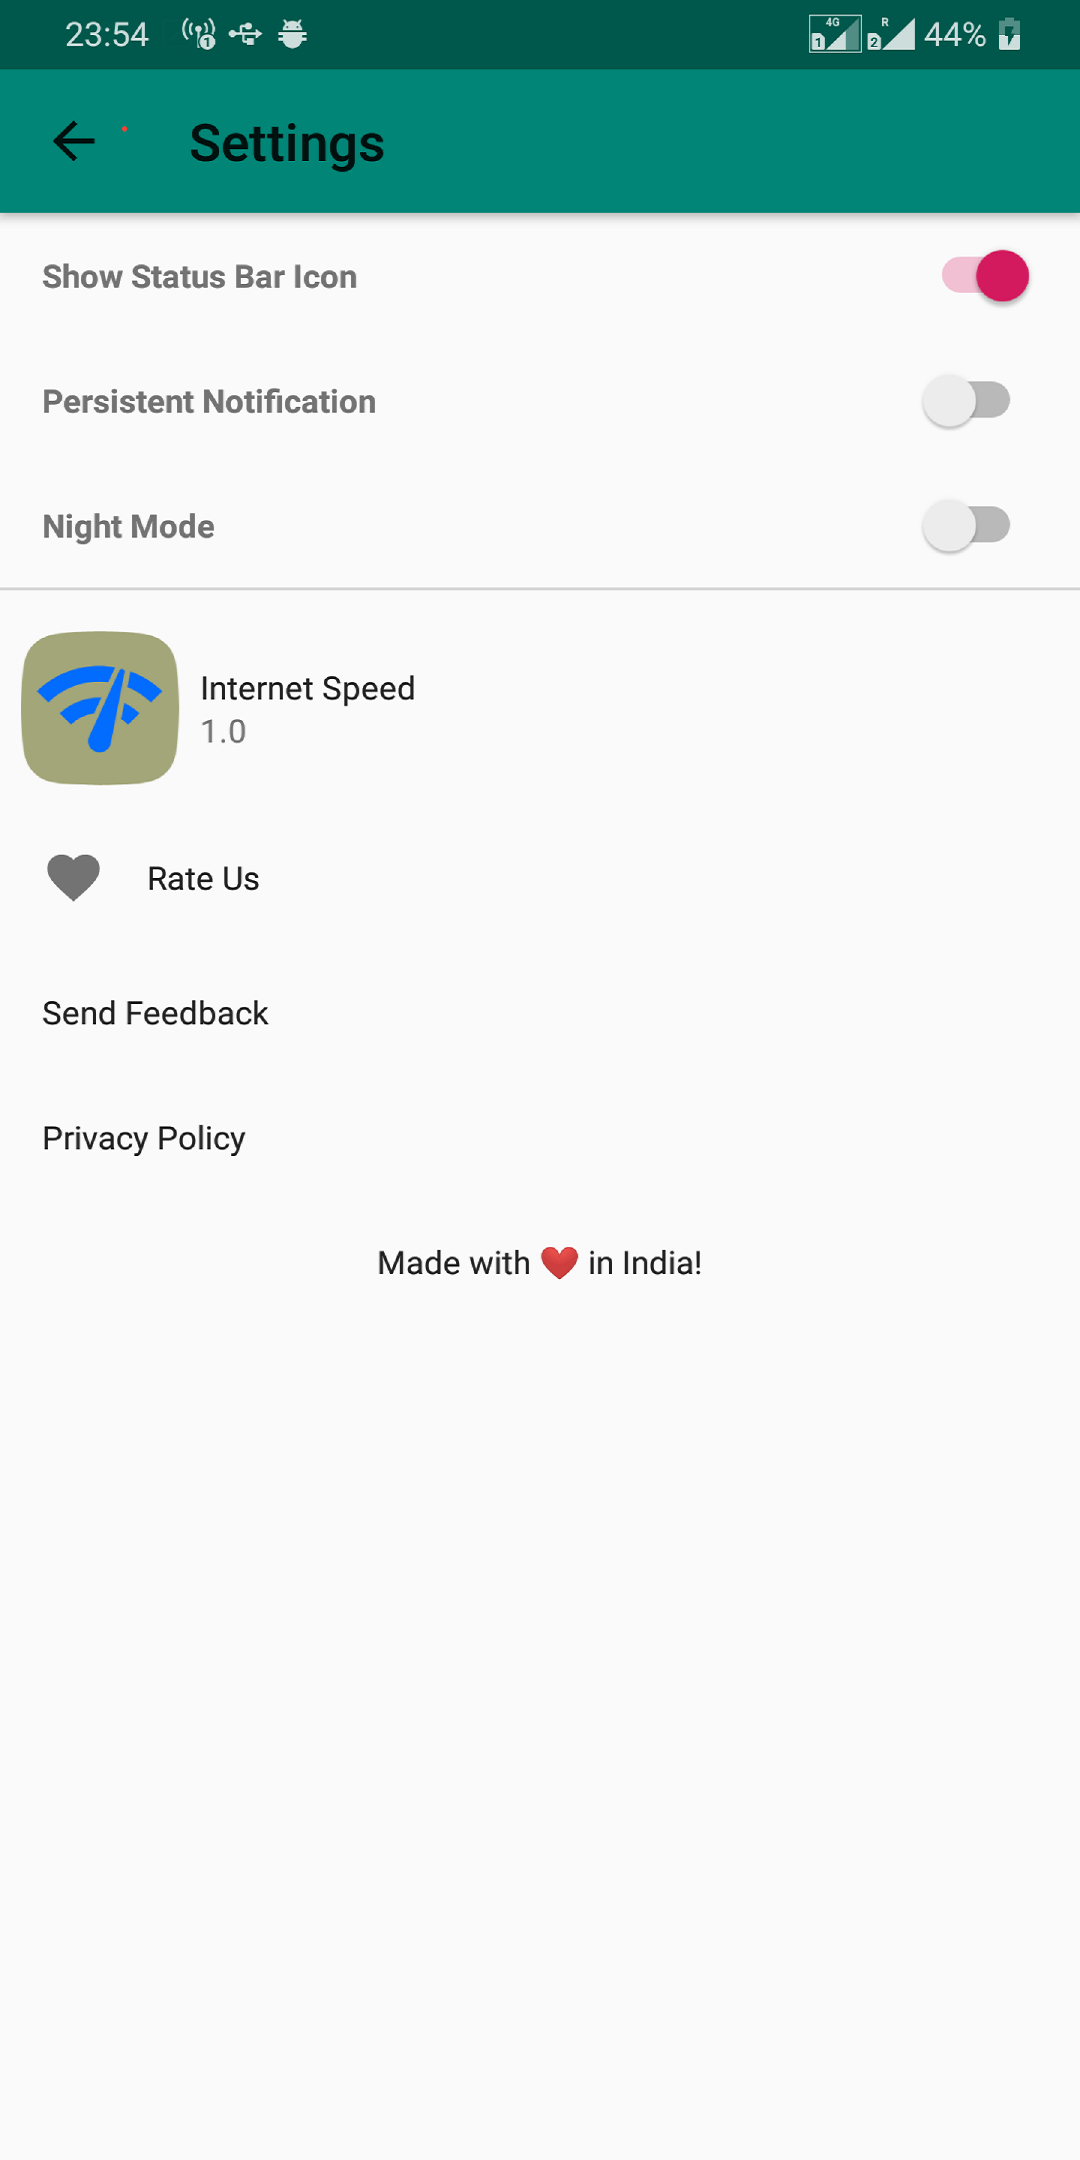 23:54 1 4G 1 R 2 44%
Settings
Show Status Bar Icon
Persistent Notification
Night Mode
Internet Speed
1.0
Rate Us
Send Feedback
Privacy Policy
Made with ❤️ in India!